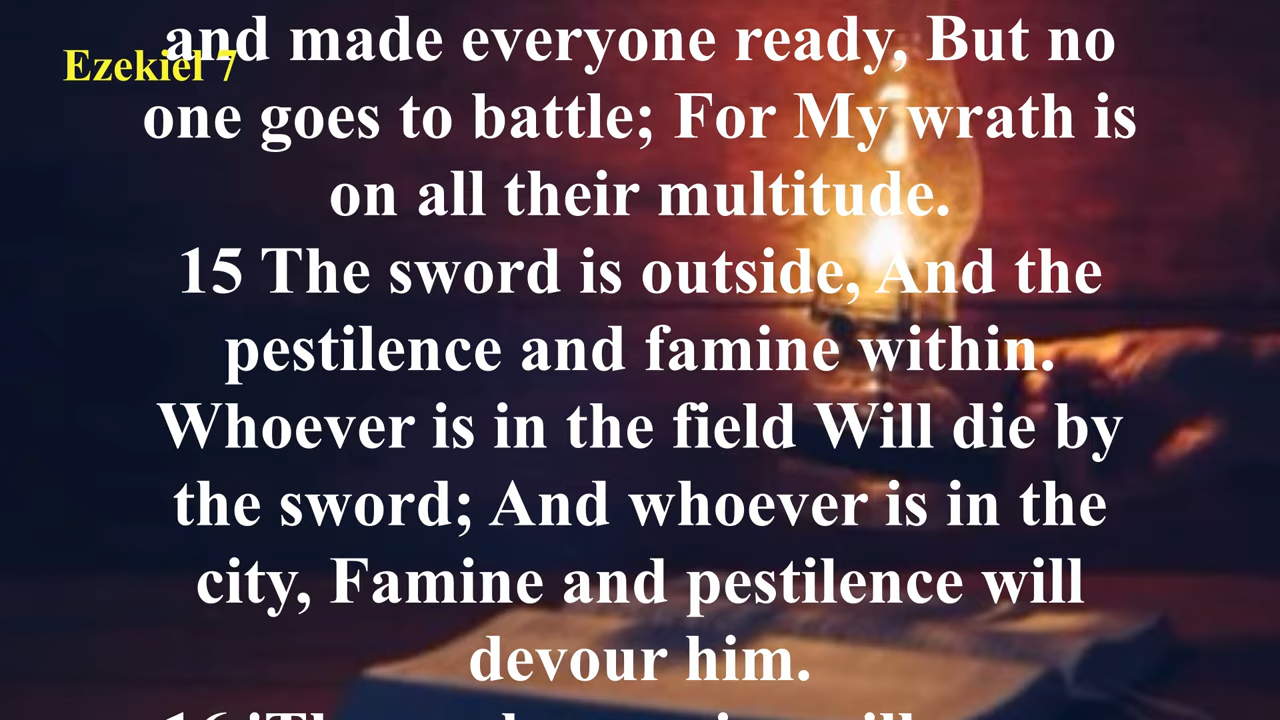 Ezekiel 7
and made everyone ready, But no
one goes to battle; For My wrath is
on all their multitude.
15 The sword is outside, And the
pestilence and famine within.
Whoever is in the field Will die by
the sword; And whoever is in the
city, Famine and pestilence will
devour him.